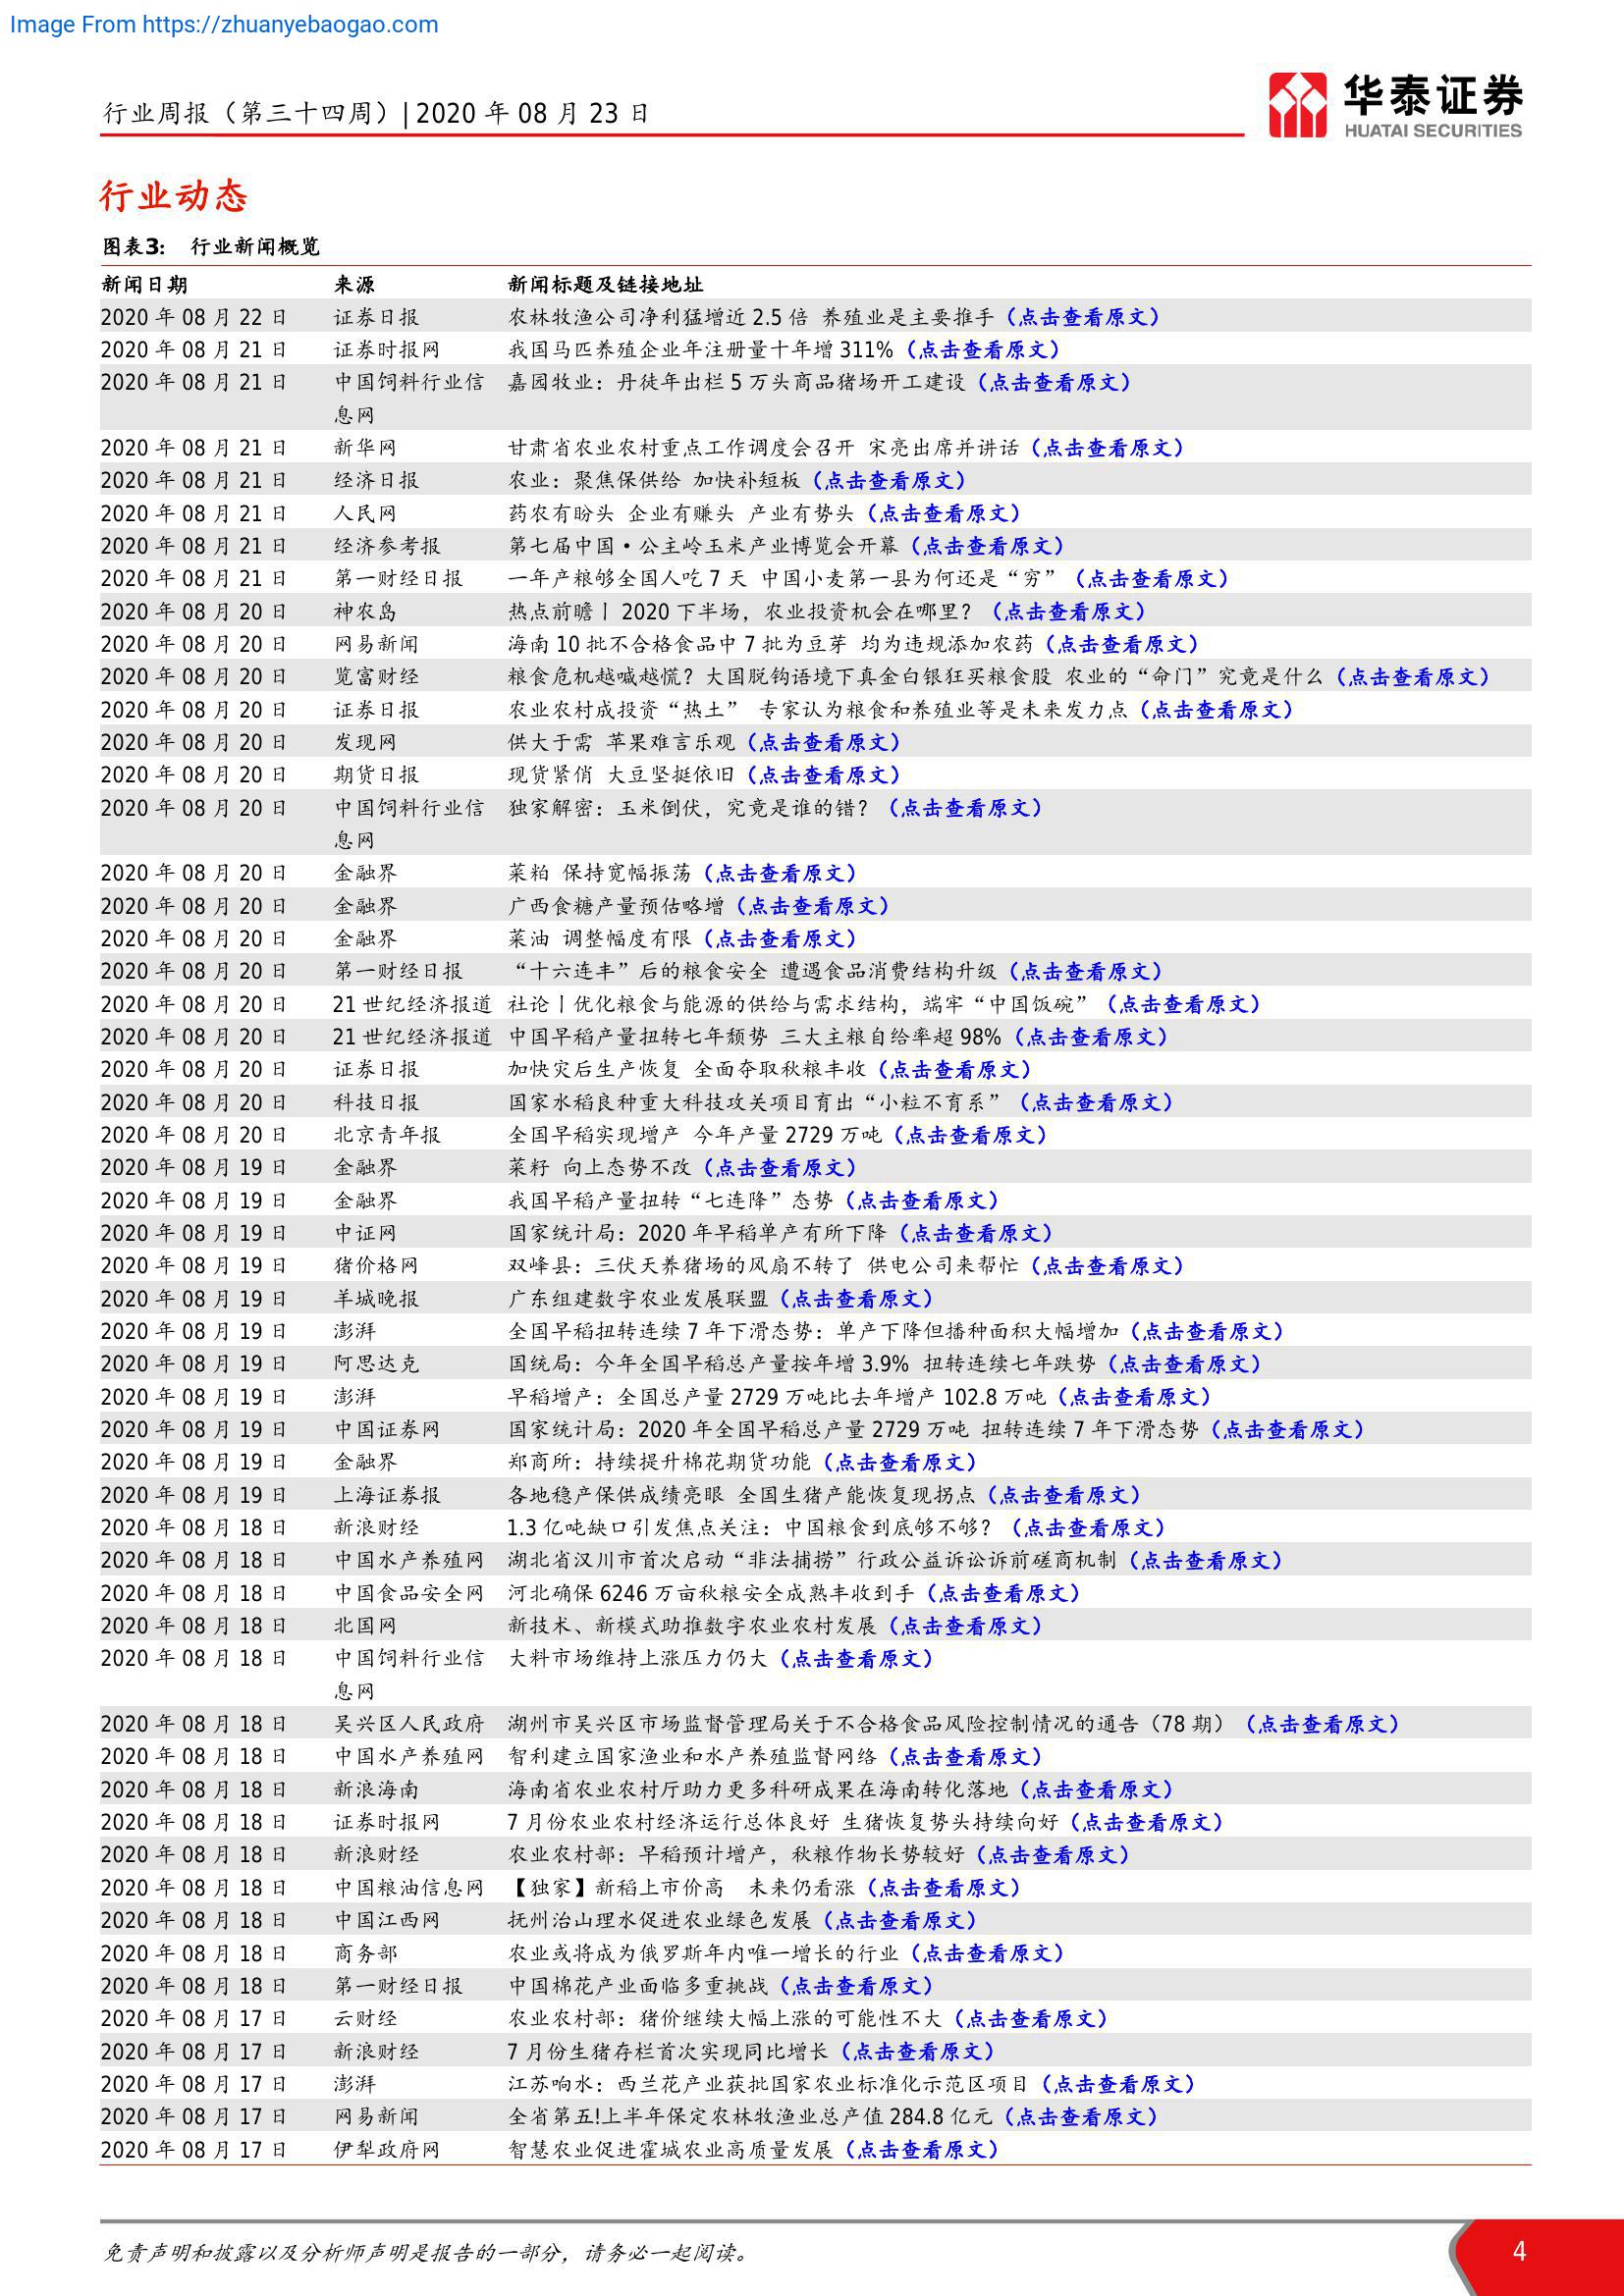 Image From https://zhuanyebaogao.com
行业周报（第三十四周）| 2020 年 08 月 23 日
华泰证券
HUATAI SECURITIES
行业动态
图表3： 行业新闻概览
新闻日期 来源 新闻标题及链接地址
2020 年 08 月 22 日 证券日报 农林牧渔公司净利猛增近 2.5 倍 养殖业是主要推手（点击查看原文）
2020 年 08 月 21 日 证券时报网 我国马匹养殖企业年注册量十年增 311%（点击查看原文）
2020 年 08 月 21 日 中国饲料行业信 嘉园牧业：丹徒年出栏 5 万头商品猪场开工建设（点击查看原文）
息网
2020 年 08 月 21 日 新华网 甘肃省农业农村重点工作调度会召开 宋亮出席并讲话（点击查看原文）
2020 年 08 月 21 日 经济日报 农业：聚焦保供给 加快补短板（点击查看原文）
2020 年 08 月 21 日 人民网 药农有盼头 企业有赚头 产业有势头（点击查看原文）
2020 年 08 月 21 日 经济参考报 第七届中国•公主岭玉米产业博览会开幕（点击查看原文）
2020 年 08 月 21 日 第一财经日报 一年产粮够全国人吃 7 天 中国小麦第一县为何还是“穷”（点击查看原文）
2020 年 08 月 20 日 神农岛 热点前瞻丨 2020 下半场，农业投资机会在哪里？（点击查看原文）
2020 年 08 月 20 日 网易新闻 海南 10 批不合格食品中 7 批为豆芽 均为违规添加农药（点击查看原文）
2020 年 08 月 20 日 览富财经 粮食危机越喊越慌？大国脱钩语境下真金白银狂买粮食股 农业的“命门”究竟是什么（点击查看原文）
2020 年 08 月 20 日 证券日报 农业农村成投资“热土” 专家认为粮食和养殖业等是未来发力点（点击查看原文）
2020 年 08 月 20 日 发现网 供大于需 苹果难言乐观（点击查看原文）
2020 年 08 月 20 日 期货日报 现货紧俏 大豆坚挺依旧（点击查看原文）
2020 年 08 月 20 日 中国饲料行业信 独家解密：玉米倒伏，究竟是谁的错？（点击查看原文）
息网
2020 年 08 月 20 日 金融界 菜粕 保持宽幅振荡（点击查看原文）
2020 年 08 月 20 日 金融界 广西食糖产量预估略增（点击查看原文）
2020 年 08 月 20 日 金融界 菜油 调整幅度有限（点击查看原文）
2020 年 08 月 20 日 第一财经日报 “十六连丰”后的粮食安全 遭遇食品消费结构升级（点击查看原文）
2020 年 08 月 20 日 21 世纪经济报道 社论丨优化粮食与能源的供给与需求结构，端牢“中国饭碗”（点击查看原文）
2020 年 08 月 20 日 21 世纪经济报道 中国早稻产量扭转七年颓势 三大主粮自给率超 98%（点击查看原文）
2020 年 08 月 20 日 证券日报 加快灾后生产恢复 全面夺取秋粮丰收（点击查看原文）
2020 年 08 月 20 日 科技日报 国家水稻良种重大科技攻关项目育出“小粒不育系”（点击查看原文）
2020 年 08 月 20 日 北京青年报 全国早稻实现增产 今年产量 2729 万吨（点击查看原文）
2020 年 08 月 19 日 金融界 菜籽 向上态势不改（点击查看原文）
2020 年 08 月 19 日 金融界 我国早稻产量扭转“七连降”态势（点击查看原文）
2020 年 08 月 19 日 中证网 国家统计局：2020 年早稻单产有所下降（点击查看原文）
2020 年 08 月 19 日 猪价格网 双峰县：三伏天养猪场的风扇不转了 供电公司来帮忙（点击查看原文）
2020 年 08 月 19 日 羊城晚报 广东组建数字农业发展联盟（点击查看原文）
2020 年 08 月 19 日 澎湃 全国早稻扭转连续 7 年下滑态势：单产下降但播种面积大幅增加（点击查看原文）
2020 年 08 月 19 日 阿思达克 国统局：今年全国早稻总产量按年增 3.9% 扭转连续七年跌势（点击查看原文）
2020 年 08 月 19 日 澎湃 早稻增产：全国总产量 2729 万吨比去年增产 102.8 万吨（点击查看原文）
2020 年 08 月 19 日 中国证券网 国家统计局：2020 年全国早稻总产量 2729 万吨 扭转连续 7 年下滑态势（点击查看原文）
2020 年 08 月 19 日 金融界 郑商所：持续提升棉花期货功能（点击查看原文）
2020 年 08 月 19 日 上海证券报 各地稳产保供成绩亮眼 全国生猪产能恢复现拐点（点击查看原文）
2020 年 08 月 18 日 新浪财经 1.3 亿吨缺口引发焦点关注：中国粮食到底够不够？（点击查看原文）
2020 年 08 月 18 日 中国水产养殖网 湖北省汉川市首次启动“非法捕捞”行政公益诉讼诉前磋商机制（点击查看原文）
2020 年 08 月 18 日 中国食品安全网 河北确保 6246 万亩秋粮安全成熟丰收到手（点击查看原文）
2020 年 08 月 18 日 北国网 新技术、新模式助推数字农业农村发展（点击查看原文）
2020 年 08 月 18 日 中国饲料行业信 大料市场维持上涨压力仍大（点击查看原文）
息网
2020 年 08 月 18 日 吴兴区人民政府 湖州市吴兴区市场监督管理局关于不合格食品风险控制情况的通告（78 期）（点击查看原文）
2020 年 08 月 18 日 中国水产养殖网 智利建立国家渔业和水产养殖监督网络（点击查看原文）
2020 年 08 月 18 日 新浪海南 海南省农业农村厅助力更多科研成果在海南转化落地（点击查看原文）
2020 年 08 月 18 日 证券时报网 7 月份农业农村经济运行总体良好 生猪恢复势头持续向好（点击查看原文）
2020 年 08 月 18 日 新浪财经 农业农村部：早稻预计增产，秋粮作物长势较好（点击查看原文）
2020 年 08 月 18 日 中国粮油信息网 【独家】新稻上市价高 未来仍看涨（点击查看原文）
2020 年 08 月 18 日 中国江西网 抚州治山理水促进农业绿色发展（点击查看原文）
2020 年 08 月 18 日 商务部 农业或将成为俄罗斯年内唯一增长的行业（点击查看原文）
2020 年 08 月 18 日 第一财经日报 中国棉花产业面临多重挑战（点击查看原文）
2020 年 08 月 17 日 云财经 农业农村部：猪价继续大幅上涨的可能性不大（点击查看原文）
2020 年 08 月 17 日 新浪财经 7 月份生猪存栏首次实现同比增长（点击查看原文）
2020 年 08 月 17 日 澎湃 江苏响水：西兰花产业获批国家农业标准化示范区项目（点击查看原文）
2020 年 08 月 17 日 网易新闻 全省第五!上半年保定农林牧渔业总产值 284.8 亿元（点击查看原文）
2020 年 08 月 17 日 伊犁政府网 智慧农业促进霍城农业高质量发展（点击查看原文）
免责声明和披露以及分析师声明是报告的一部分，请务必一起阅读。
4